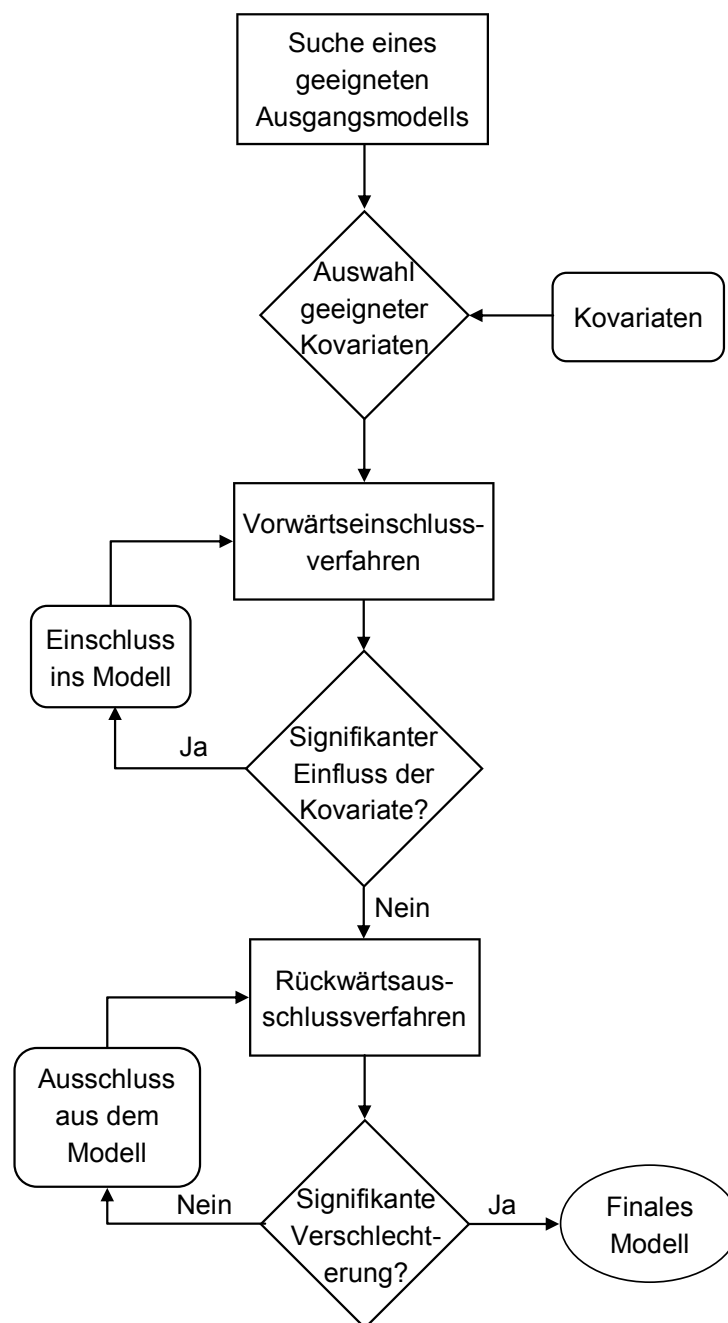 Suche eines
geeigneten
Ausgangsmodells
Auswahl
geeigneter
Kovariaten
Kovariaten
Vorwärtseinschluss-
verfahren
Einschluss
ins Modell
Ja
Signifikanter
Einfluss der
Kovariate?
Nein
Rückwärtsaus-
schlussverfahren
Ausschluss
aus dem
Modell
Nein
Signifikante
Verschlecht-
erung?
Ja
Finales
Modell